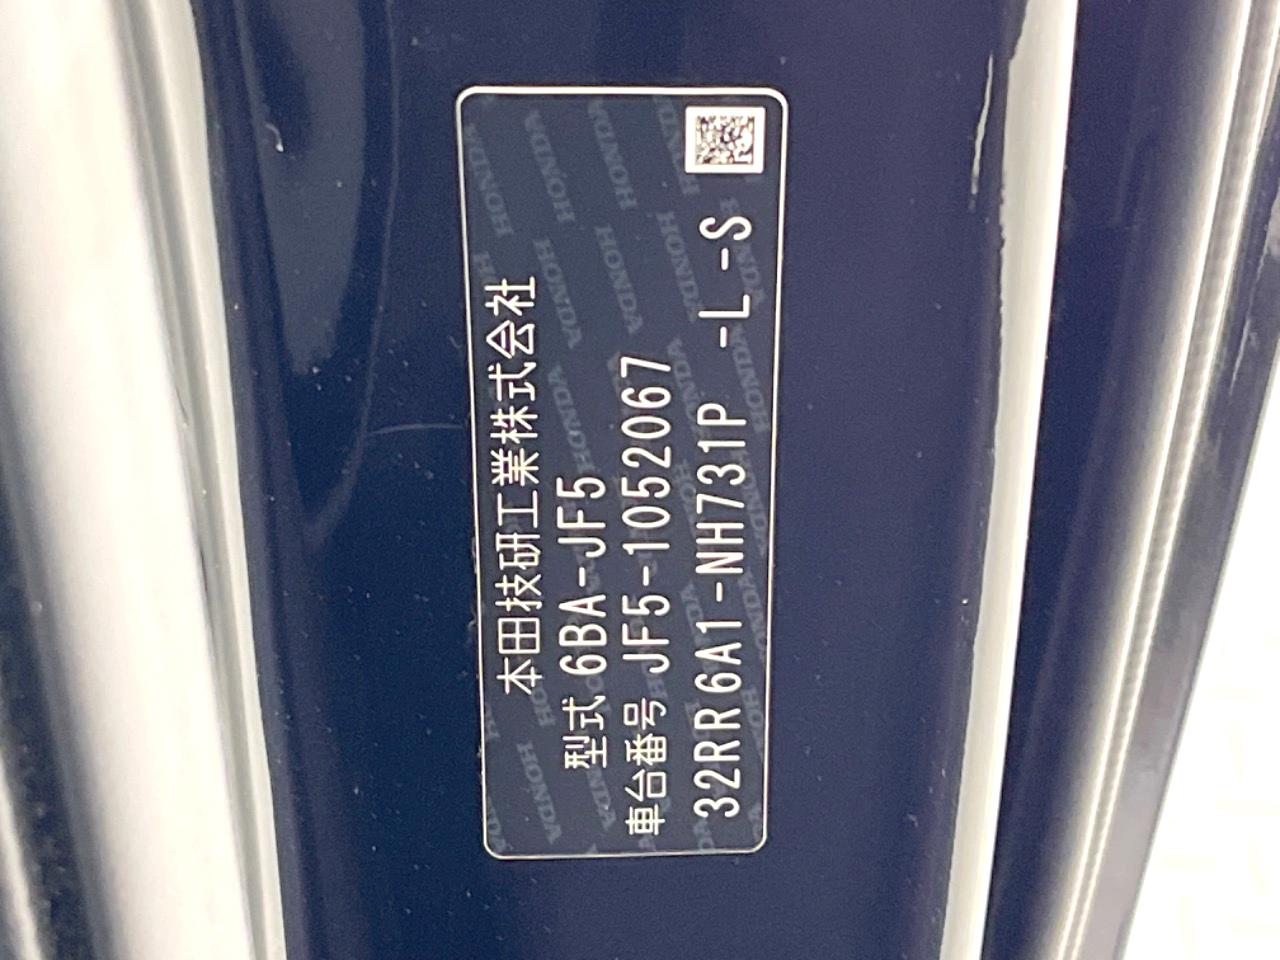 本田技研工業株式会社
型式 6BA-JF5
車台番号 JF5-1052067
32RR6A1-NH731P -L -S